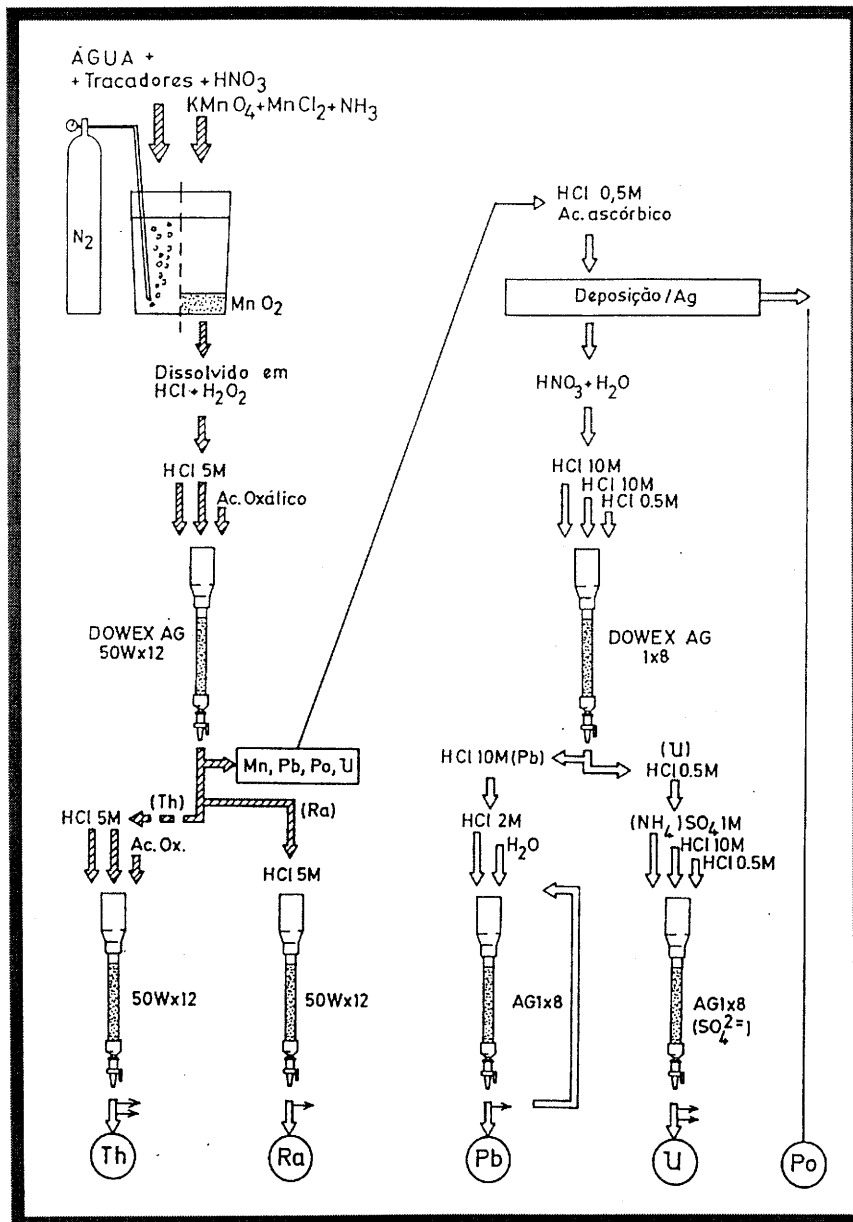 ÁGUA +
+ Tracadores + HNO3
KMnO4+MnCl2+NH3
N2
MnO2
Dissolvido em
HCl+H2O2
HCl 5M
Ac. Oxálico
DOWEX AG
50Wx12
Mn, Pb, Po, U
(Th)
(Ra)
HCl 5M
Ac. Ox.
HCl 5M
50Wx12
50Wx12
Th
Ra
HCl 0,5M
Ac. ascórbico
Deposição/Ag
HNO3+H2O
HCl 10M
HCl 10M
HCl 0.5M
DOWEX AG
1x8
HCl 10M (Pb)
(U)
HCl 0.5M
HCl 2M
H2O
(NH4)SO4 1M
HCl 10M
HCl 0.5M
AG1x8
AG1x8
(SO4 2=)
Pb
U
Po